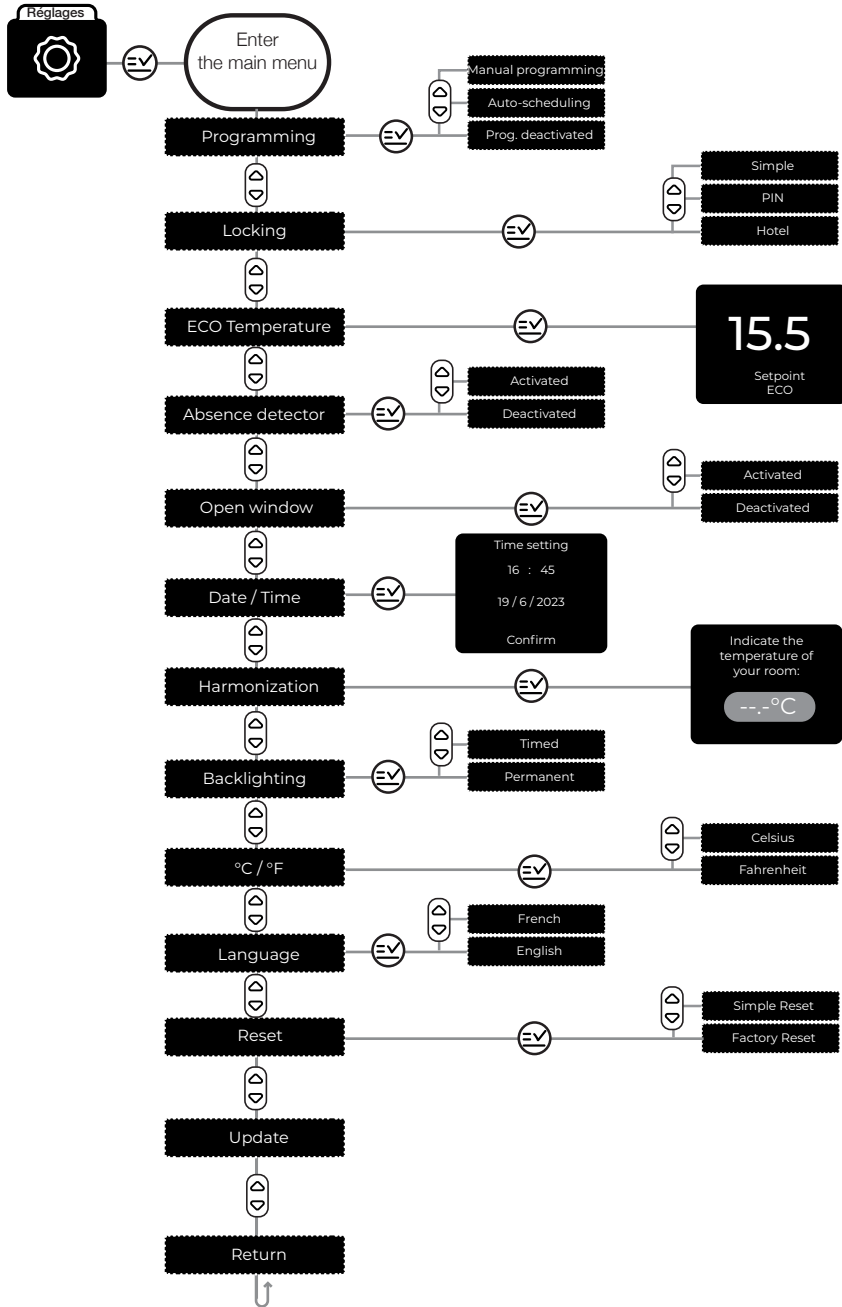 Réglages
Enter
the main menu
Programming
Manual programming
Auto-scheduling
Prog. deactivated
Locking
Simple
PIN
Hotel
ECO Temperature
15.5
Setpoint
ECO
Absence detector
Activated
Deactivated
Open window
Activated
Deactivated
Date / Time
Time setting
16 : 45
19 / 6 / 2023
Confirm
Harmonization
Indicate the
temperature of
your room:
--.-°C
Backlighting
Timed
Permanent
°C / °F
Celsius
Fahrenheit
Language
French
English
Reset
Simple Reset
Factory Reset
Update
Return